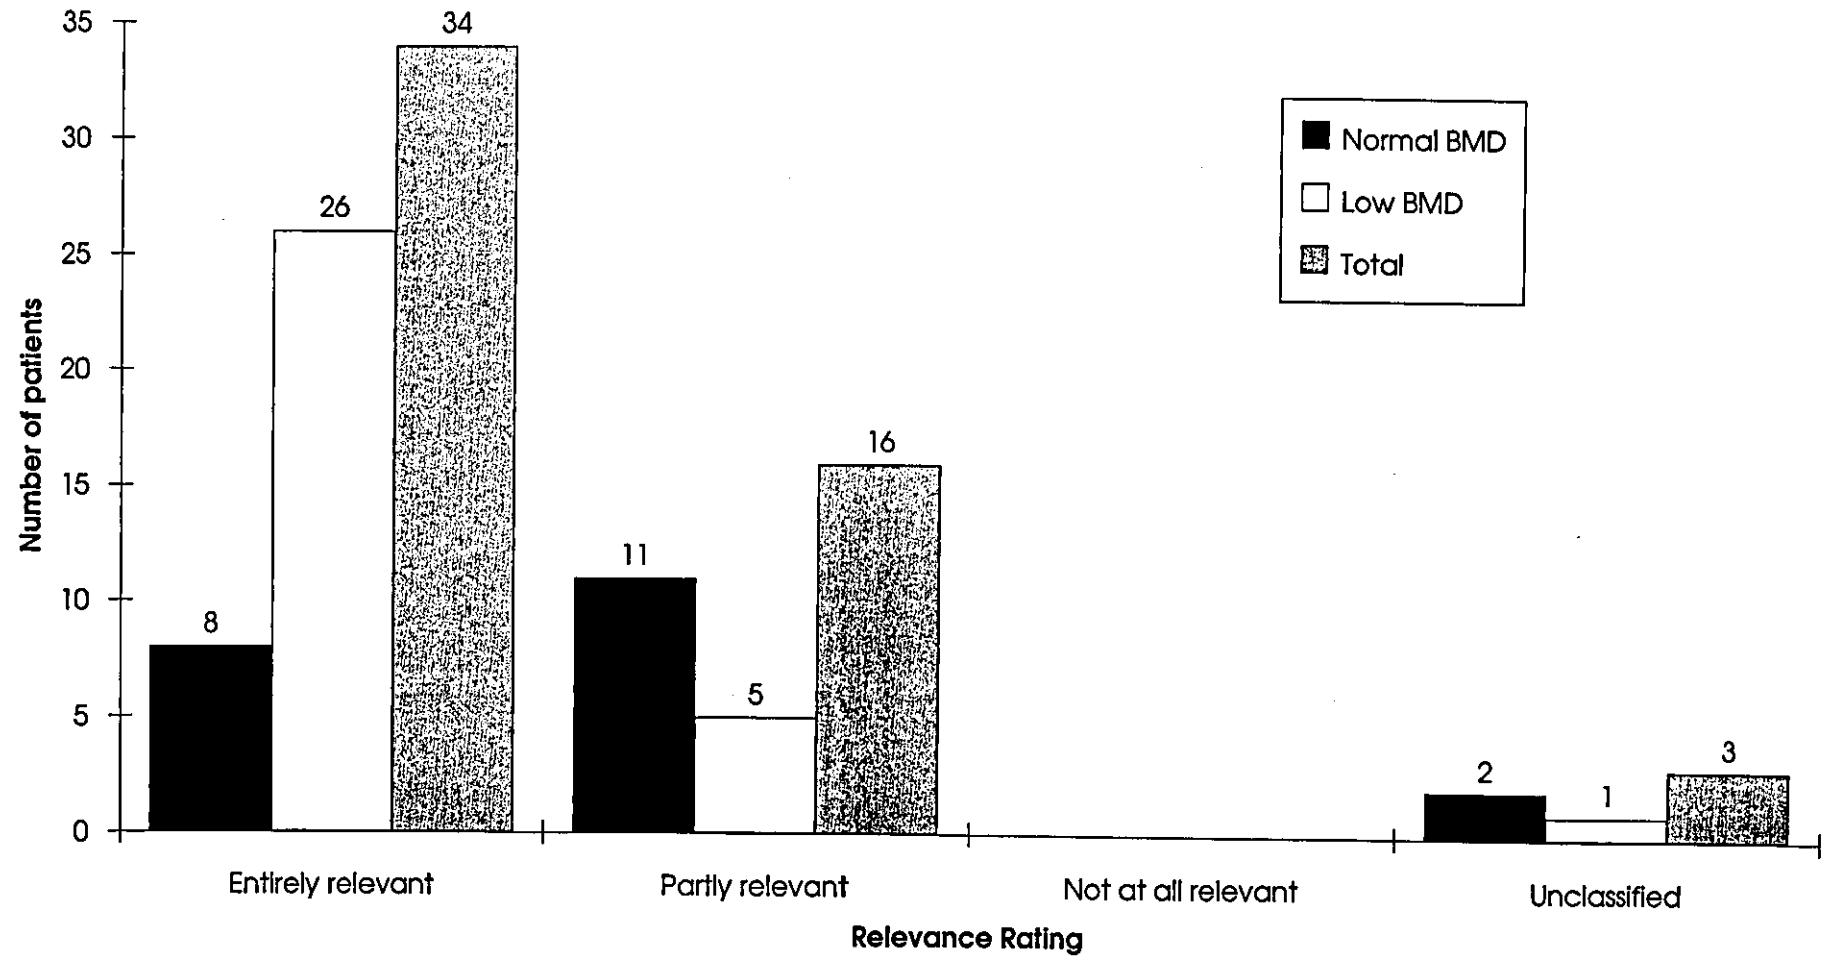 35
34
30
26
25
20
16
15
11
10
8
5
5
3
2
1
0
Number of patients
Normal BMD
Low BMD
Total
Entirely relevant
Partly relevant
Not at all relevant
Unclassified
Relevance Rating